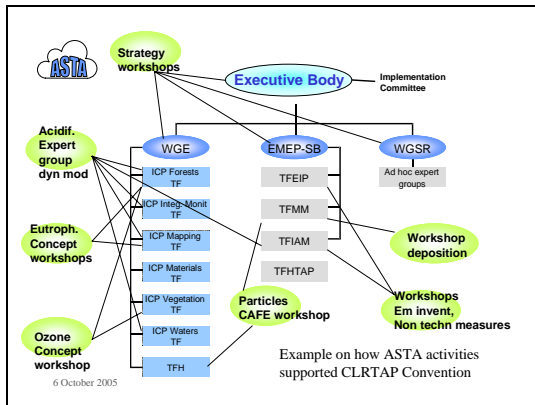 ASTA
Strategy
workshops
Executive Body
Implementation
Committee
Acidif.
Expert
group
dyn mod
WGE
EMEP-SB
WGSR
ICP Forests
TF
TFEIP
Ad hoc expert
groups
ICP Integ. Monit
TF
TFMM
Eutroph.
Concept
workshops
ICP Mapping
TF
TFIAM
Workshop
deposition
ICP Materials
TF
TFHTAP
ICP Vegetation
TF
Particles
CAFE workshop
Workshops
Em invent,
Non techn measures
Ozone
Concept
workshop
ICP Waters
TF
TFH
Example on how ASTA activities
supported CLRTAP Convention
6 October 2005